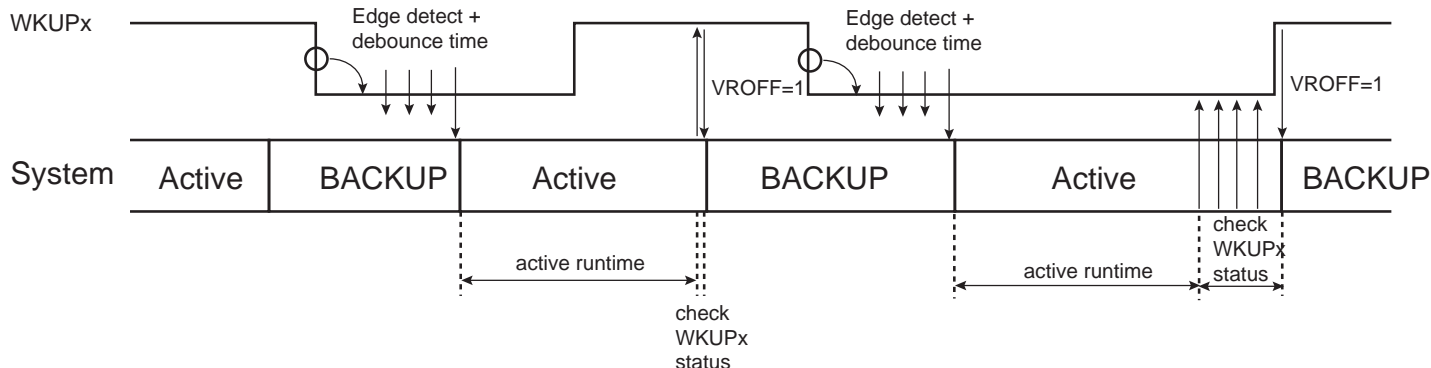 WKUPx
Edge detect +
debounce time
VROFF=1
Edge detect +
debounce time
VROFF=1
System
Active
BACKUP
Active
BACKUP
Active
BACKUP
active runtime
check
WKUPx
status
active runtime
check
WKUPx
status